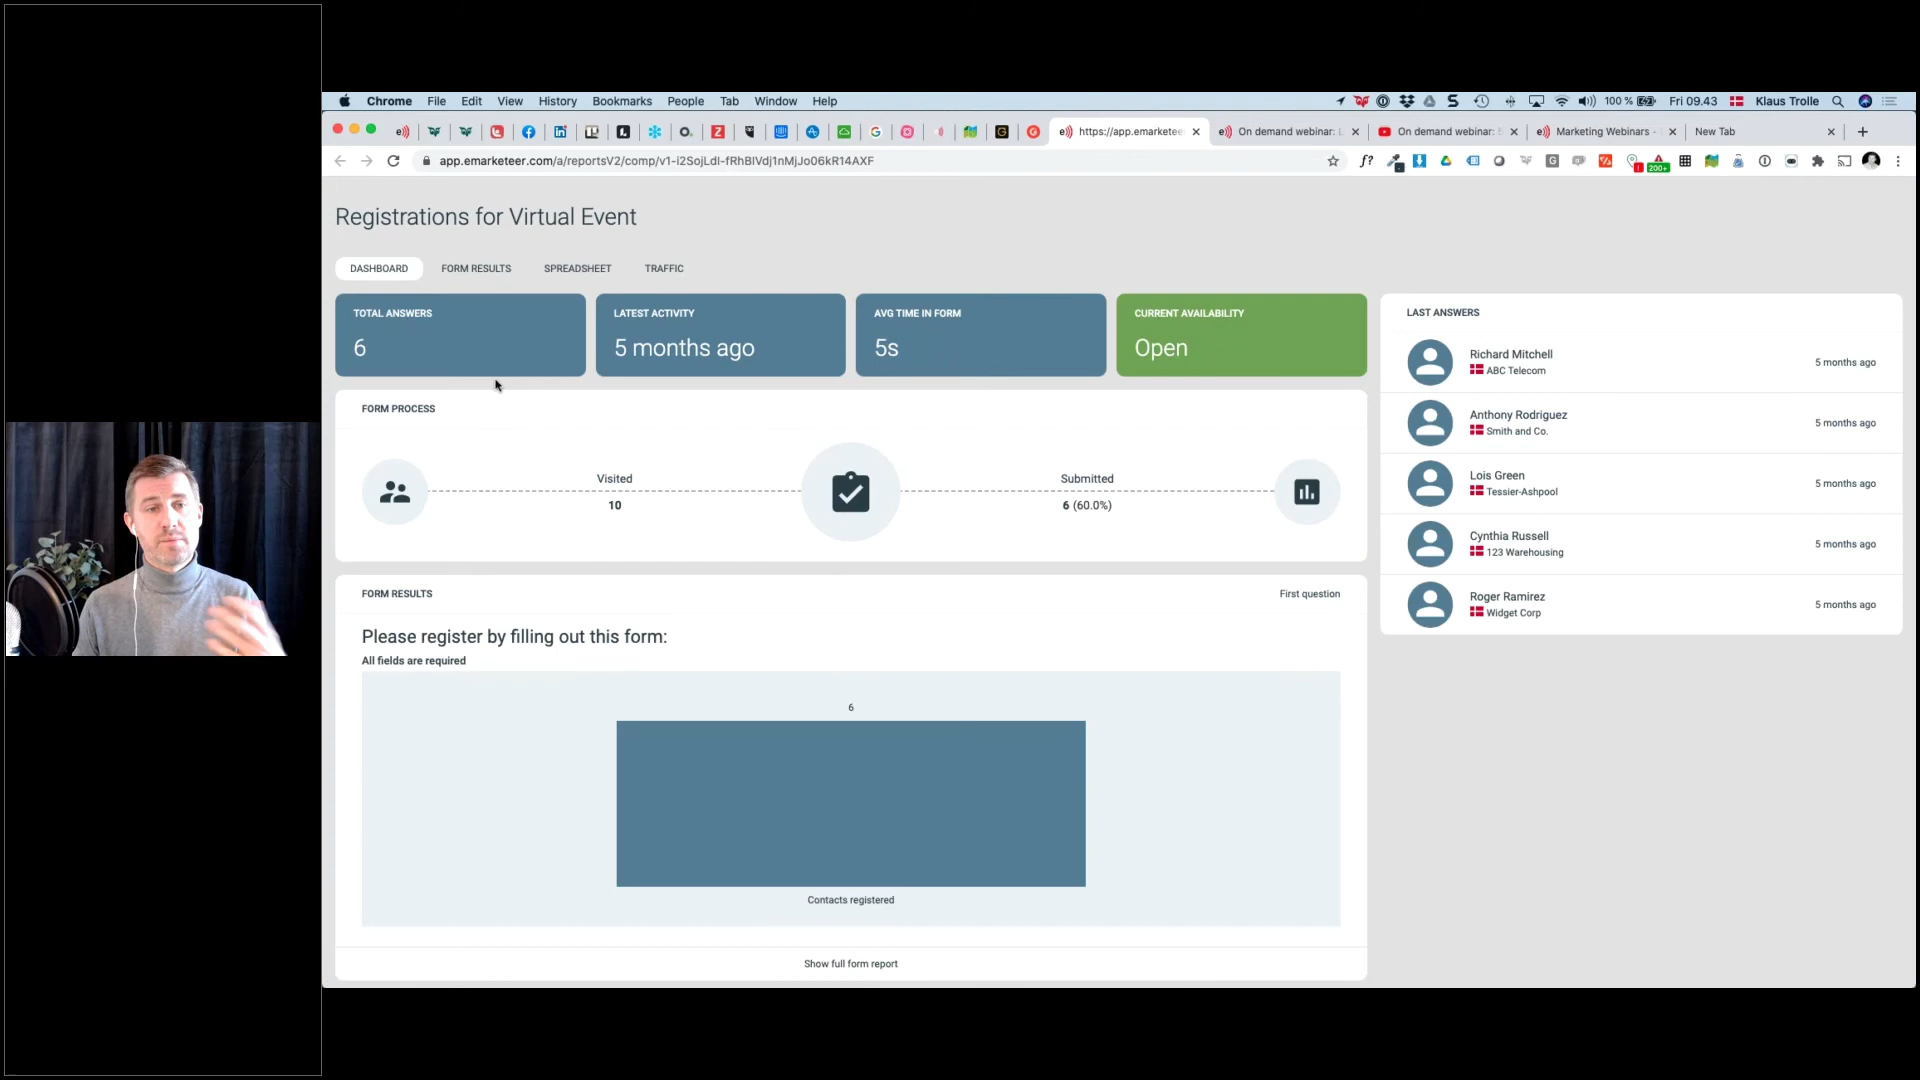 Chrome File Edit View History Bookmarks People Tab Window Help
100 % Fri 09.43 Klaus Trolle
https://app.emarketee
On demand webinar:
On demand webinar:
Marketing Webinars -
New Tab
app.emarketeer.com/a/reportsV2/comp/v1-i2SojLdI-fRhBIVdj1nMjJo06kR14AXF
200+
Registrations for Virtual Event
DASHBOARD FORM RESULTS SPREADSHEET TRAFFIC
TOTAL ANSWERS
6
LATEST ACTIVITY
5 months ago
AVG TIME IN FORM
5s
CURRENT AVAILABILITY
Open
FORM PROCESS
Visited
10
Submitted
6 (60.0%)
FORM RESULTS
First question
Please register by filling out this form:
All fields are required
6
Contacts registered
Show full form report
LAST ANSWERS
Richard Mitchell
ABC Telecom
5 months ago
Anthony Rodriguez
Smith and Co.
5 months ago
Lois Green
Tessier-Ashpool
5 months ago
Cynthia Russell
123 Warehousing
5 months ago
Roger Ramirez
Widget Corp
5 months ago